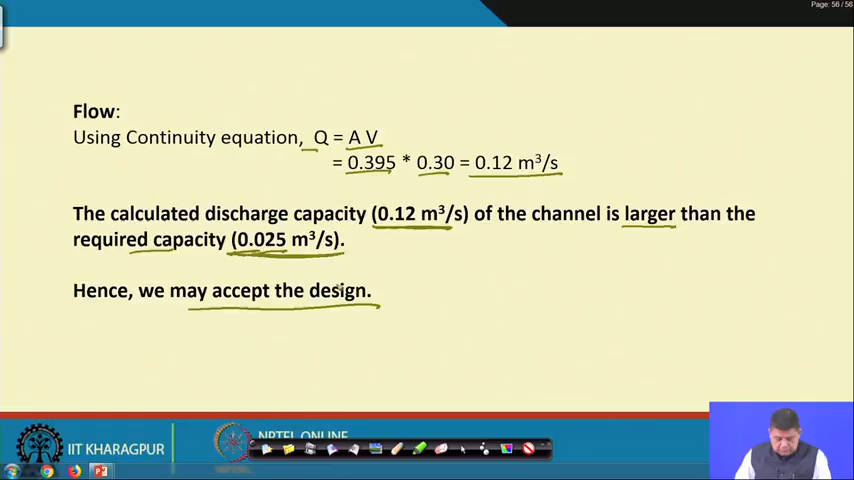 Page: 56 / 56
Flow:
Using Continuity equation, Q = A V
= 0.395 * 0.30 = 0.12 m³/s
The calculated discharge capacity (0.12 m³/s) of the channel is larger than the
required capacity (0.025 m³/s).
Hence, we may accept the design.
IIT KHARAGPUR
NPTEL ONLINE
NPTEL